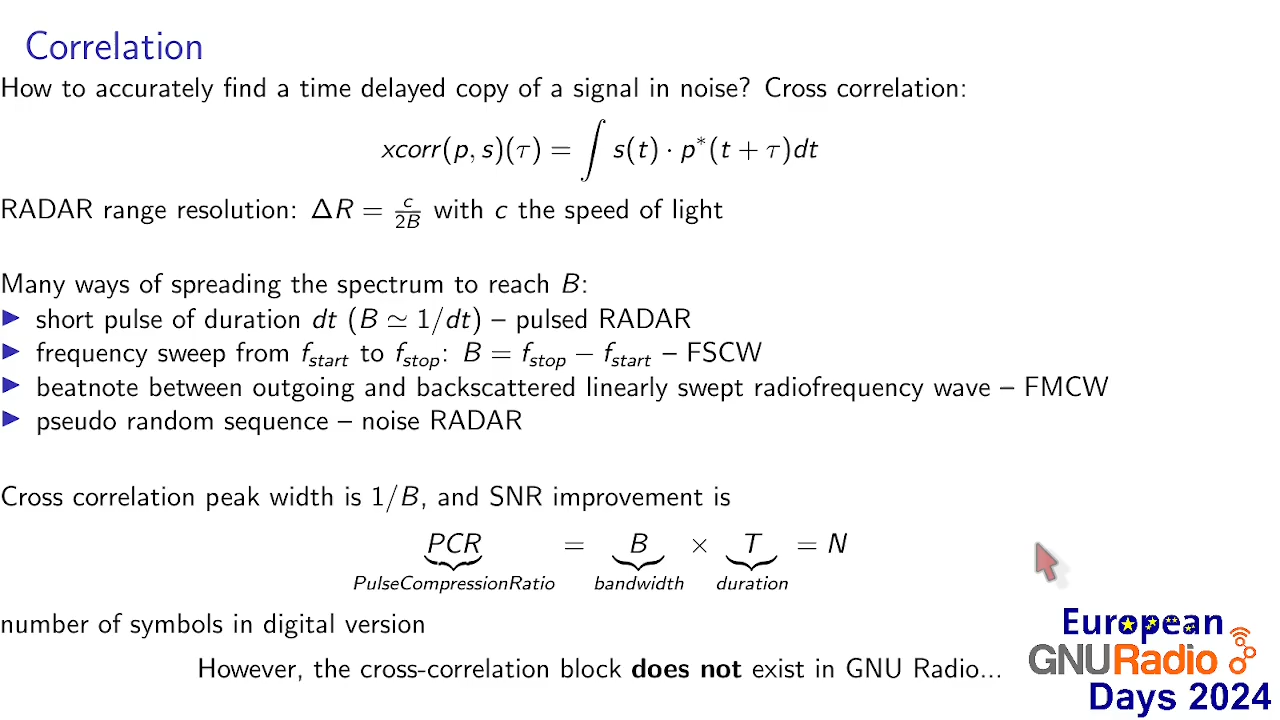 Correlation
How to accurately find a time delayed copy of a signal in noise? Cross correlation:
xcorr(p, s)(τ) = ∫ s(t) · p*(t + τ)dt
RADAR range resolution: ΔR = c/2B with c the speed of light
Many ways of spreading the spectrum to reach B:
▶ short pulse of duration dt (B ≃ 1/dt) – pulsed RADAR
▶ frequency sweep from f_start to f_stop: B = f_stop − f_start – FSCW
▶ beatnote between outgoing and backscattered linearly swept radiofrequency wave – FMCW
▶ pseudo random sequence – noise RADAR
Cross correlation peak width is 1/B, and SNR improvement is
PCR = B × T = N
PulseCompressionRatio bandwidth duration
number of symbols in digital version
However, the cross-correlation block does not exist in GNU Radio...
European
GNURadio
Days 2024